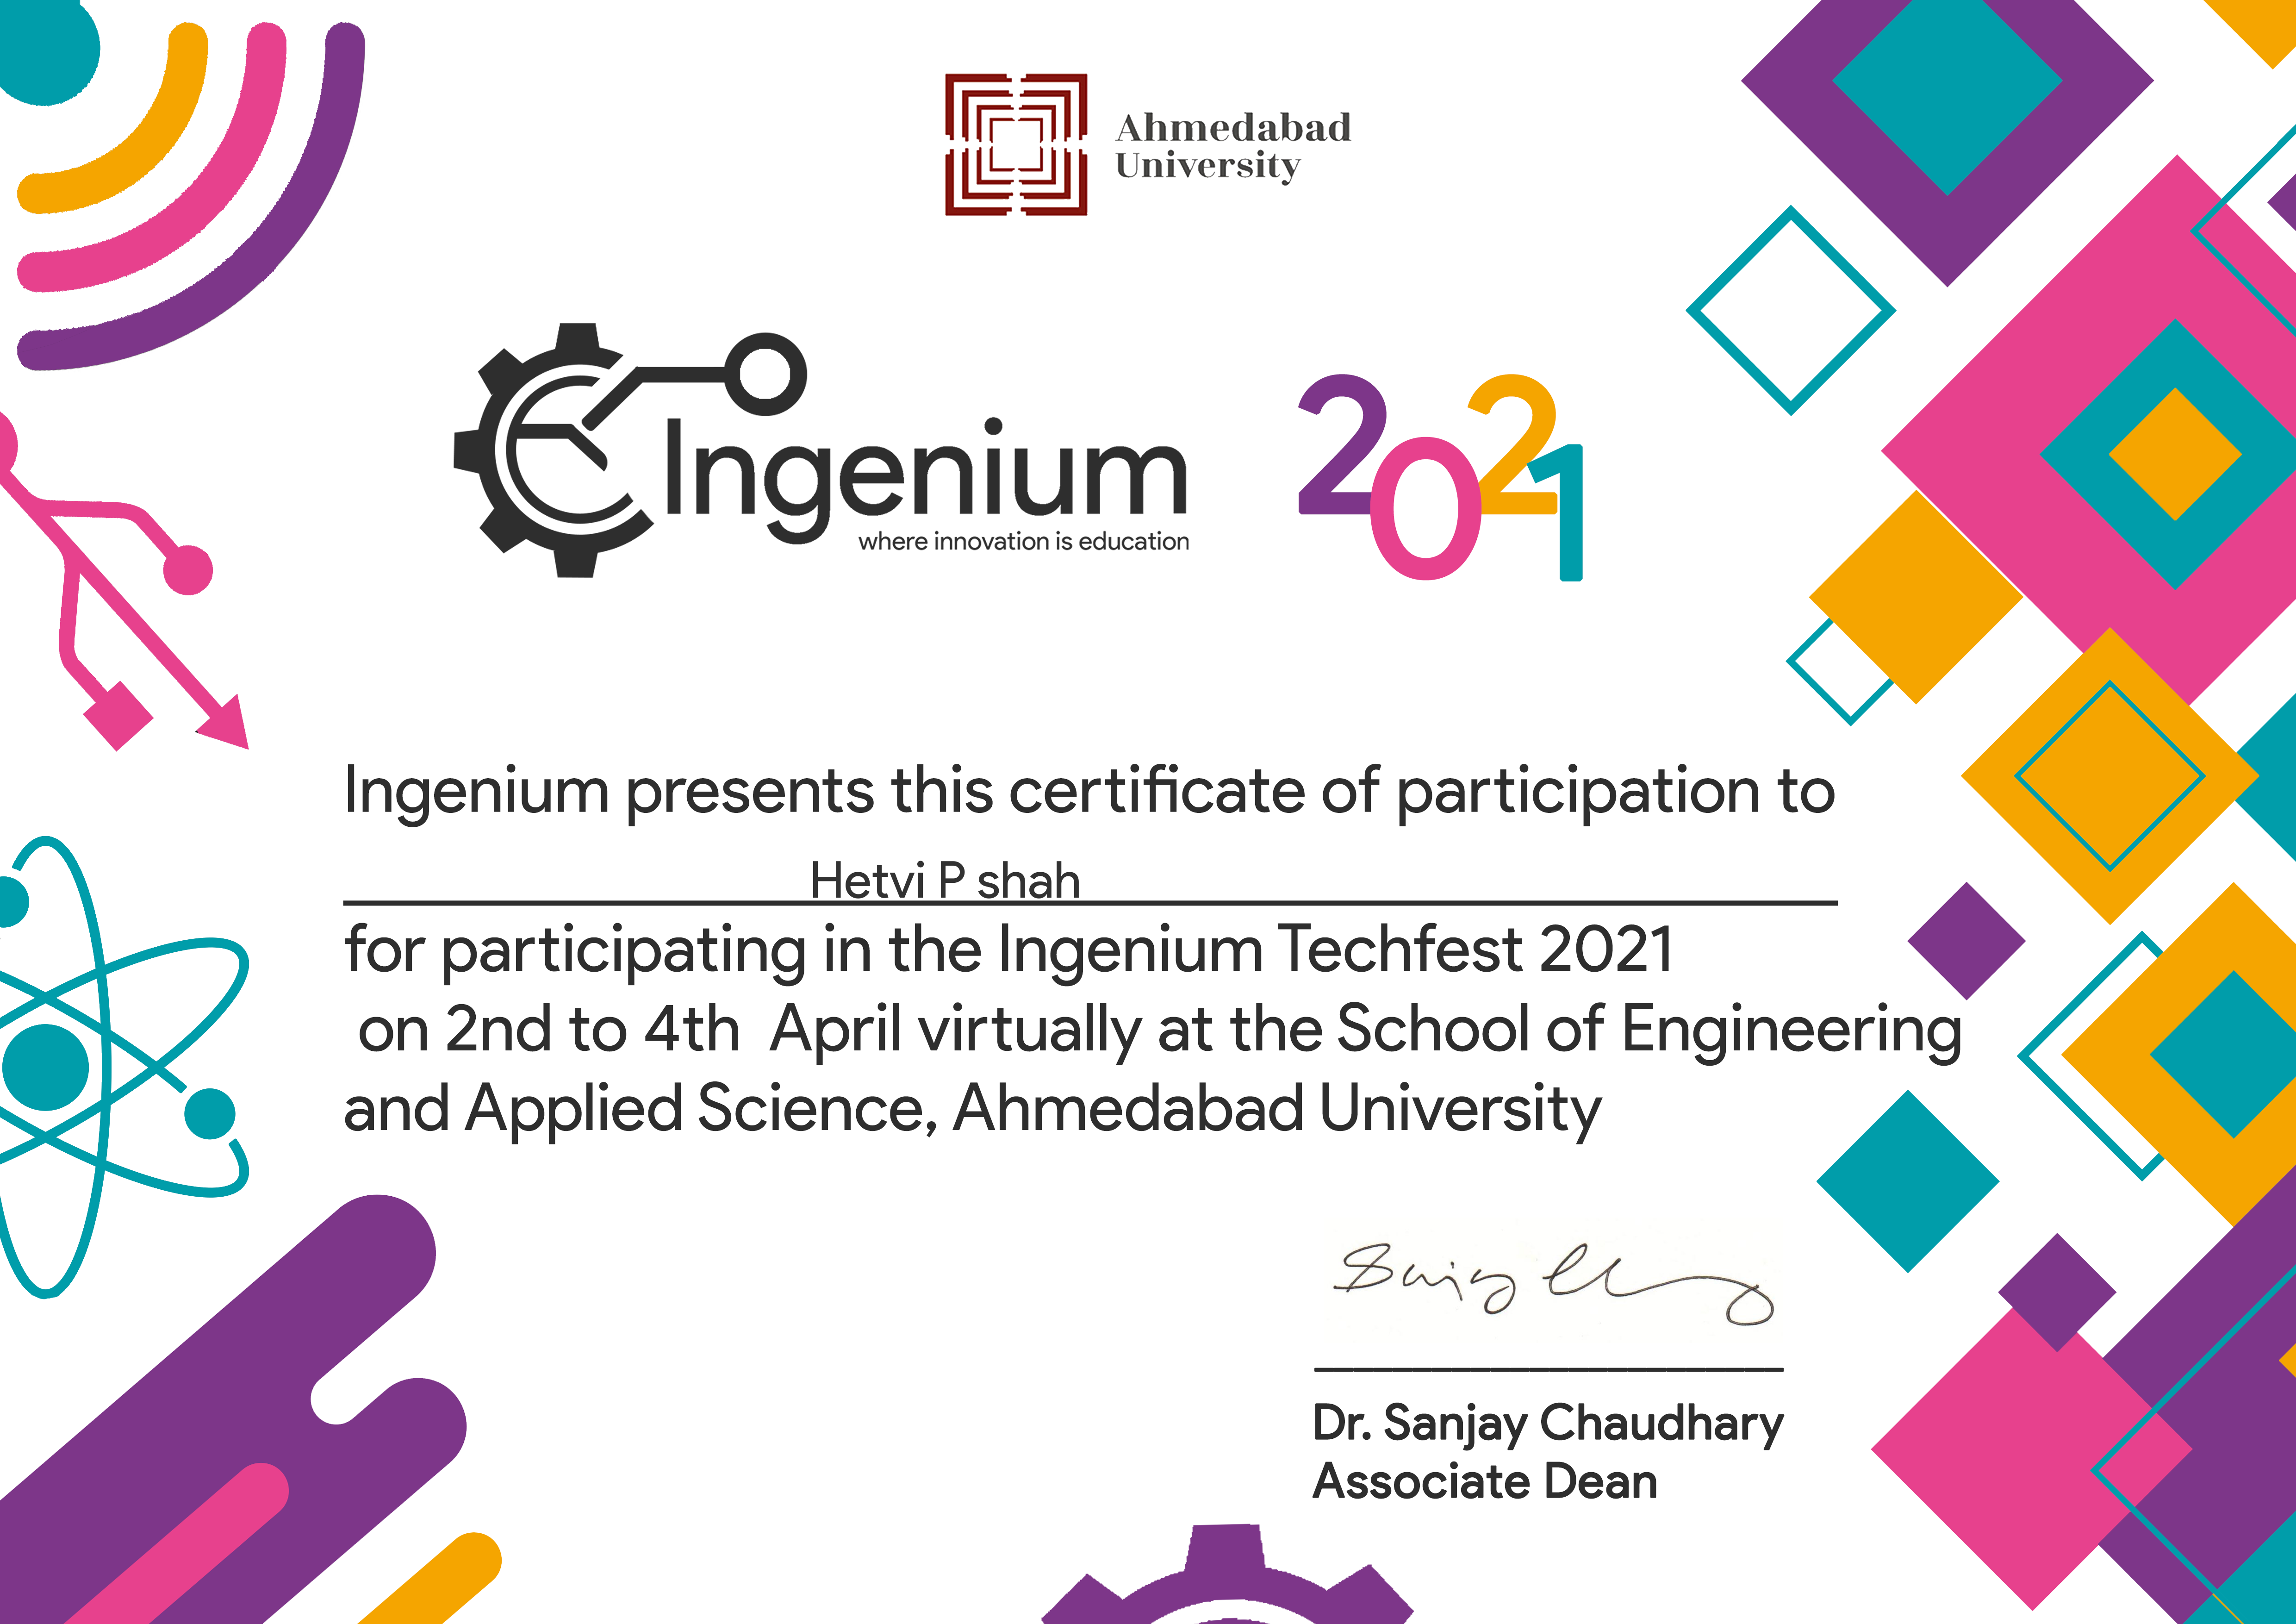 Ahmedabad
University
Ingenium
where innovation is education
2021
Ingenium presents this certificate of participation to
Hetvi P shah
for participating in the Ingenium Techfest 2021
on 2nd to 4th April virtually at the School of Engineering
and Applied Science, Ahmedabad University
Dr. Sanjay Chaudhary
Associate Dean